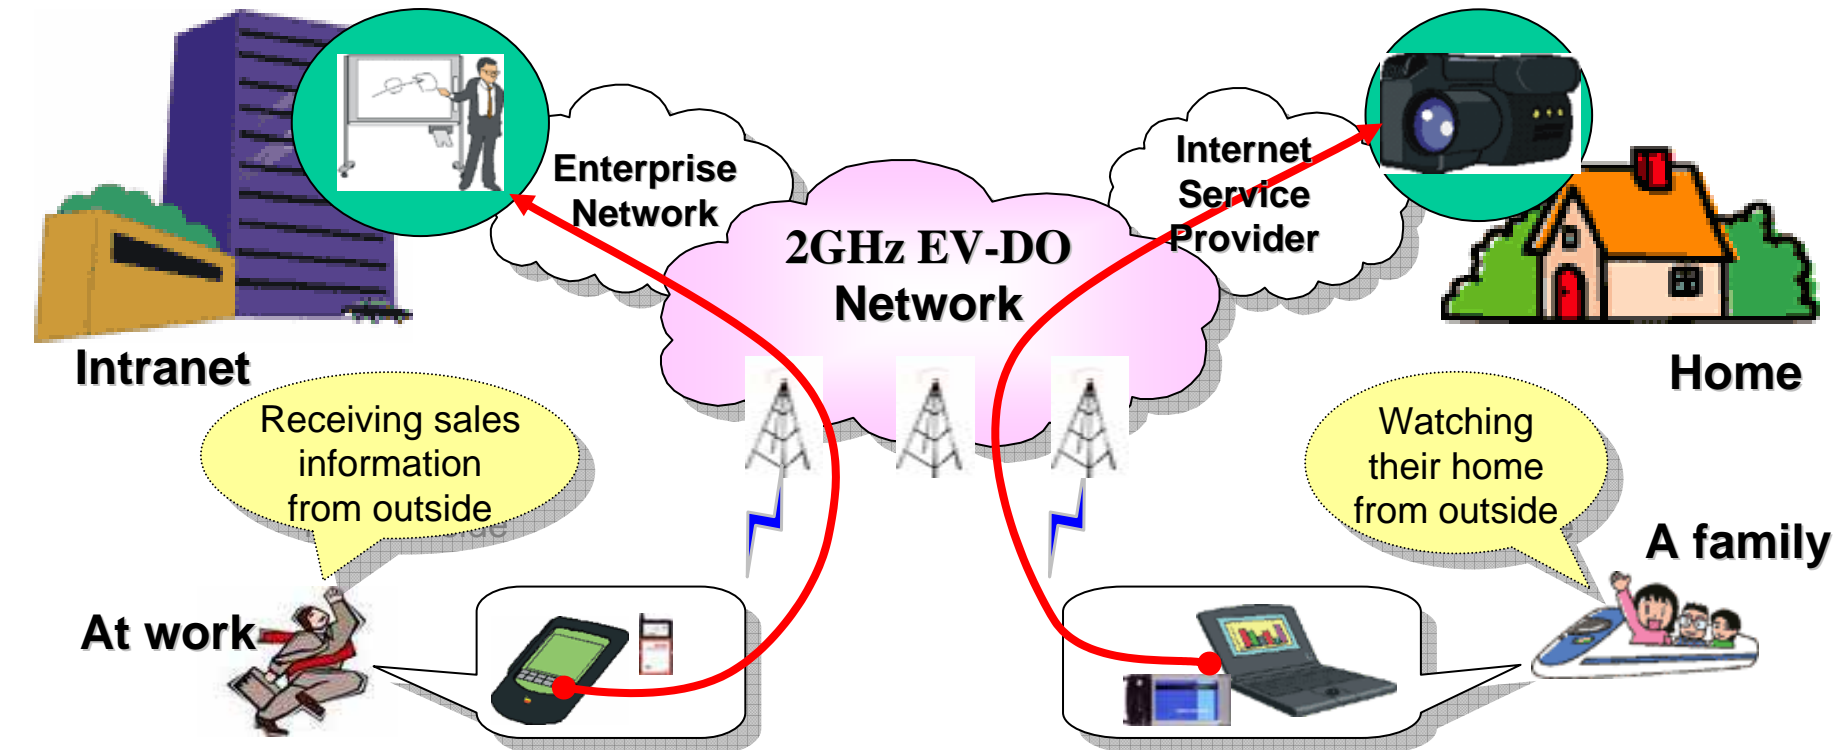 Enterprise
Network
Internet
Service
Provider
2GHz EV-DO
Network
Intranet
Home
Receiving sales
information
from outside
Watching
their home
from outside
A family
At work